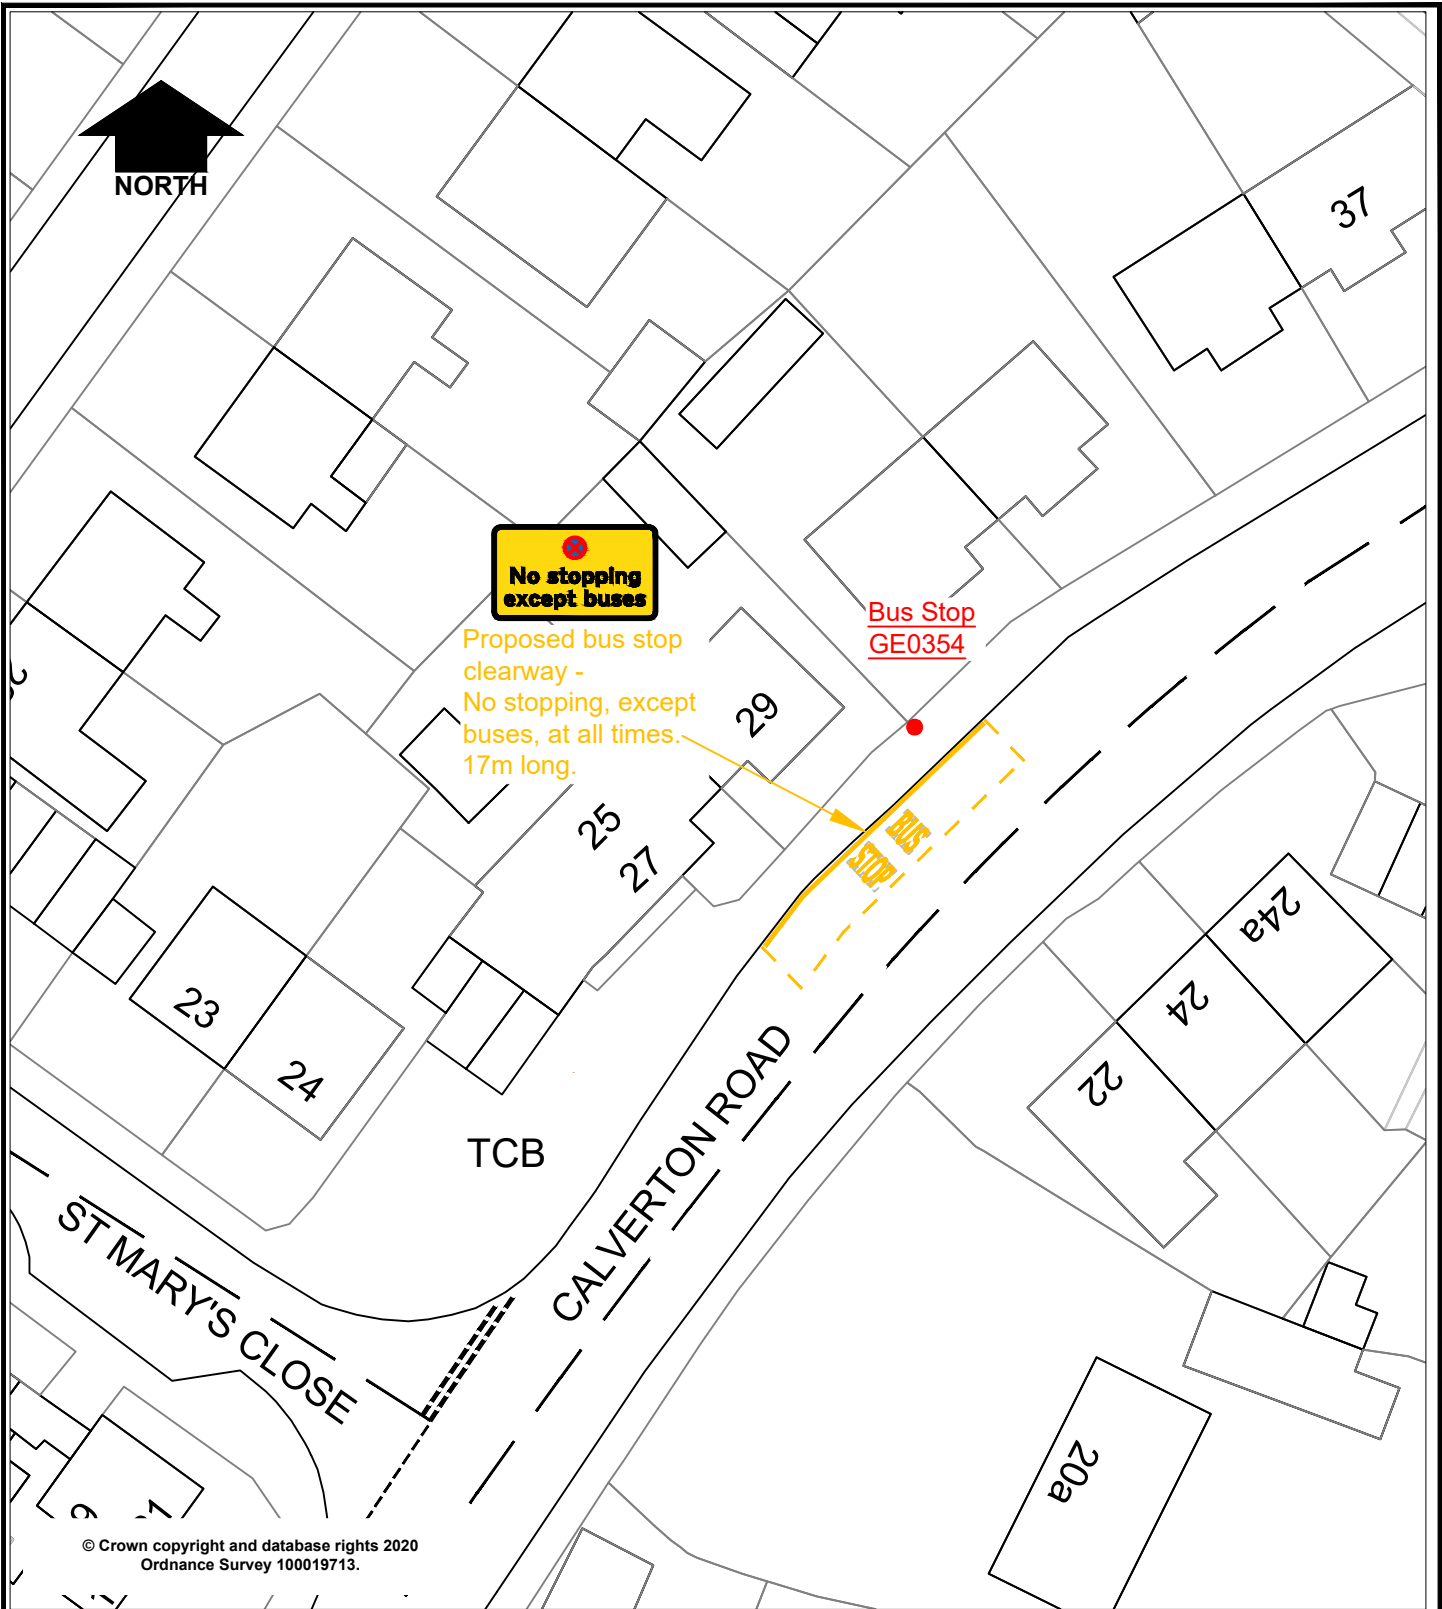 NORTH
37
No stopping
except buses
Bus Stop
GE0354
Proposed bus stop
clearway -
No stopping, except
buses, at all times.
17m long.
29
25
27
BUS
STOP
24a
24
22
23
24
TCB
CALVERTON ROAD
ST MARY'S CLOSE
20a
© Crown copyright and database rights 2020
Ordnance Survey 100019713.